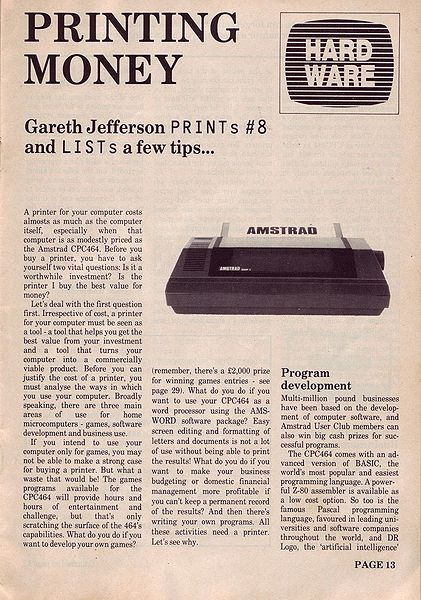 PRINTING
MONEY
HARD
WARE
Gareth Jefferson PRINTs #8
and LISTs a few tips...
AMSTRAD
AMSTRAD
A printer for your computer costs
almosts as much as the computer
itself, especially when that
computer is as modestly priced as
the Amstrad CPC464. Before you
buy a printer, you have to ask
yourself two vital questions: Is it a
worthwhile investment? Is the
printer I buy the best value for
money?
Let's deal with the first question
first. Irrespective of cost, a printer
for your computer must be seen as
a tool - a tool that helps you get the
best value from your investment
and a tool that turns your
computer into a commercially
viable product. Before you can
justify the cost of a printer, you
must analyse the ways in which
you use your computer. Broadly
speaking, there are three main
areas of use for home
microcomputers - games, software
development and business use.
If you intend to use your
computer only for games, you may
not be able to make a strong case
for buying a printer. But what a
waste that would be! The games
programs available for the
CPC464 will provide hours and
hours of entertainment and
challenge, but that's only
scratching the surface of the 464's
capabilities. What do you do if you
want to develop your own games?
(remember, there's a £2,000 prize
for winning games entries - see
page 29). What do you do if you
want to use your CPC464 as a
word processor using the AMS-
WORD software package? Easy
screen editing and formatting of
letters and documents is not a lot
of use without being able to print
the results! What do you do if you
want to make your business
budgeting or domestic financial
management more profitable if
you can't keep a permanent record
of the results? And then there's
writing your own programs. All
these activities need a printer.
Let's see why.
Program
development
Multi-million pound businesses
have been based on the develop-
ment of computer software, and
Amstrad User Club members can
also win big cash prizes for suc-
cessful programs.
The CPC464 comes with an ad-
vanced version of BASIC, the
world's most popular and easiest
programming language. A power-
ful Z-80 assembler is available as
a low cost option. So too is the
famous Pascal programming
language, favoured in leading uni-
versities and software companies
throughout the world, and DR
Logo, the 'artificial intelligence'
PAGE 13